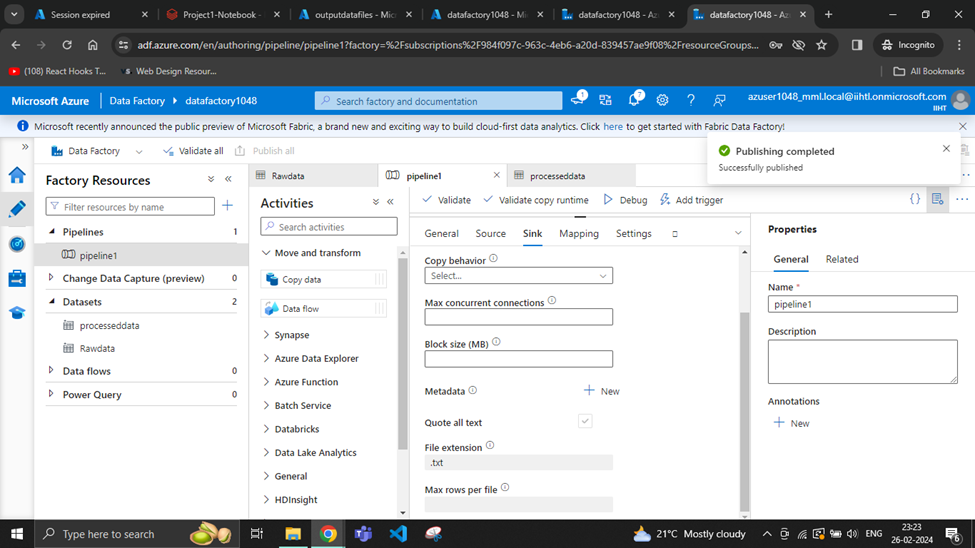 Session expired
Project1-Notebook -
outputdatafiles - Mic
datafactory1048 - Mi
datafactory1048 - Az
datafactory1048 - Az
adf.azure.com/en/authoring/pipeline/pipeline1?factory=%2Fsubscriptions%2F984f097c-963c-4eb6-a20d-839457ae9f08%2FresourceGroups...
Incognito
(108) React Hooks T...
Web Design Resour...
All Bookmarks
Microsoft Azure
Data Factory
datafactory1048
Search factory and documentation
1
7
azuser1048_mml.local@iihtl.onmicrosoft.com
IIHT
Microsoft recently announced the public preview of Microsoft Fabric, a brand new and exciting way to build cloud-first data analytics. Click here to get started with Fabric Data Factory!
Data Factory
Validate all
Publish all
Publishing completed
Successfully published
Factory Resources
Filter resources by name
Pipelines 1
pipeline1
Change Data Capture (preview) 0
Datasets 2
processeddata
Rawdata
Data flows 0
Power Query 0
Rawdata
pipeline1
processeddata
Activities
Search activities
Move and transform
Copy data
Data flow
Synapse
Azure Data Explorer
Azure Function
Batch Service
Databricks
Data Lake Analytics
General
HDInsight
Validate
Validate copy runtime
Debug
Add trigger
General
Source
Sink
Mapping
Settings
Copy behavior
Select...
Max concurrent connections
Block size (MB)
Metadata
New
Quote all text
File extension
.txt
Max rows per file
Properties
General
Related
Name *
pipeline1
Description
Annotations
New
Type here to search
21°C Mostly cloudy
ENG
23:23
26-02-2024
6